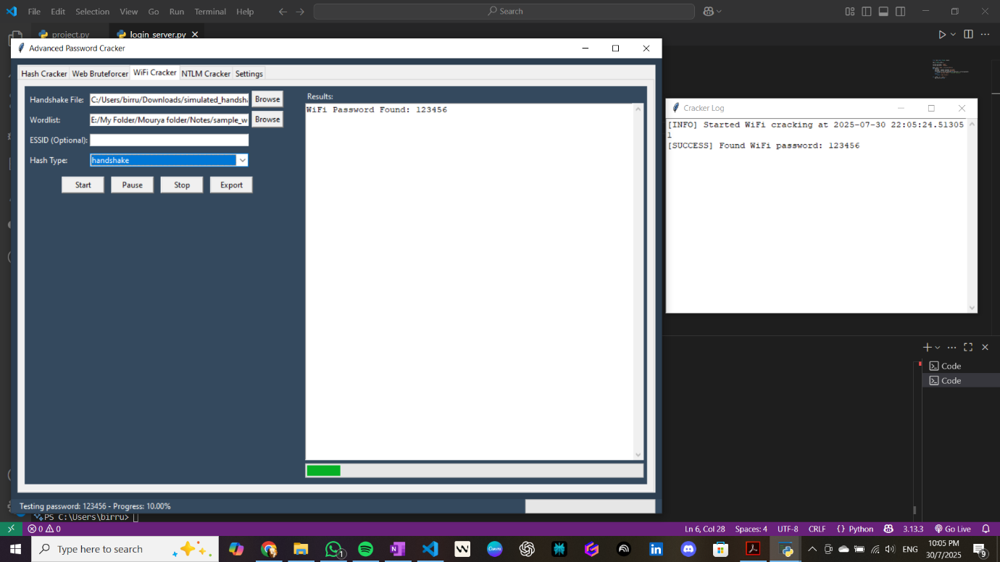 File Edit Selection View Go Run Terminal Help
Search
project.py login_server.py
Advanced Password Cracker
Hash Cracker Web Bruteforcer WiFi Cracker NTLM Cracker Settings
Handshake File: C:/Users/birru/Downloads/simulated_handsha Browse
Wordlist: E:/My Folder/Mourya folder/Notes/sample_w Browse
ESSID (Optional):
Hash Type: handshake
Start Pause Stop Export
Results:
WiFi Password Found: 123456
Testing password: 123456 - Progress: 10.00%
Cracker Log
[INFO] Started WiFi cracking at 2025-07-30 22:05:24.51305
1
[SUCCESS] Found WiFi password: 123456
Code
Code
PS C:\Users\birru>
0 0
Ln 6, Col 28 Spaces: 4 UTF-8 CRLF {} Python 3.13.3 Go Live
Type here to search
1
Canva
ENG
10:05 PM
30/7/2025
9